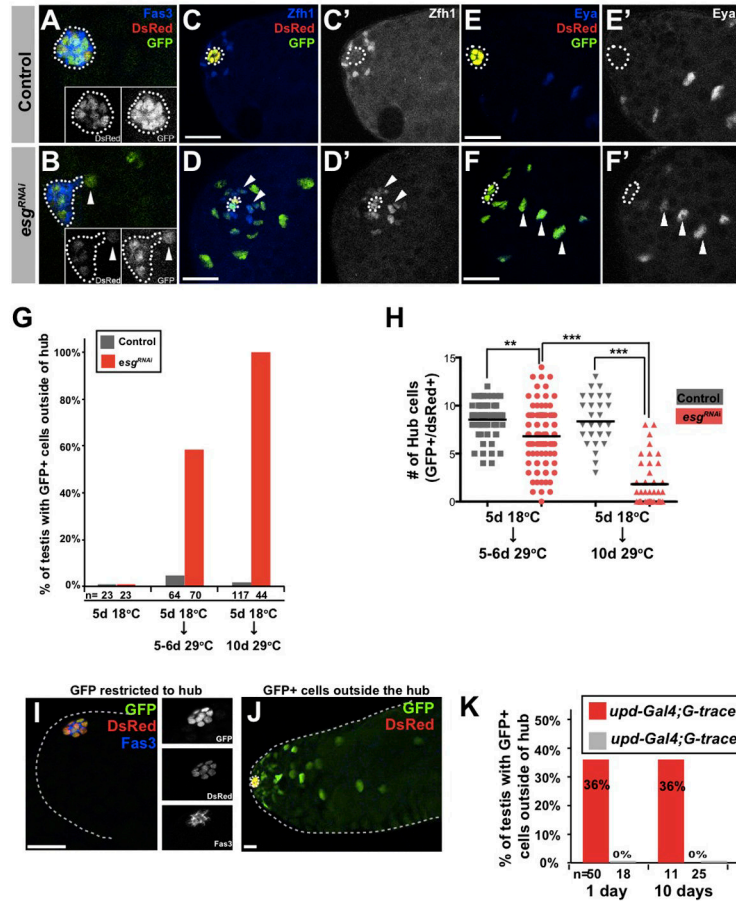 Control
esgRNAi
A
Fas3
DsRed
GFP
DsRed
GFP
B
DsRed
GFP
C
Zfh1
DsRed
GFP
C'
Zfh1
D
D'
E
Eya
DsRed
GFP
E'
Eya
F
F'
G
Control
esgRNAi
% of testis with GFP+ cells outside of hub
100%
80%
60%
40%
20%
0%
n= 23 23 64 70 117 44
5d 18°C 5d 18°C 5d 18°C
↓ ↓
5-6d 29°C 10d 29°C
H
** *** ***
Control
esgRNAi
# of Hub cells
(GFP+/dsRed+)
15
10
5
0
5d 18°C 5d 18°C
↓ ↓
5-6d 29°C 10d 29°C
GFP restricted to hub
I
GFP
DsRed
Fas3
GFP
DsRed
Fas3
GFP+ cells outside the hub
J
GFP
DsRed
K
upd-Gal4;G-trace
upd-Gal4;G-trace
% of testis with GFP+
cells outside of hub
50%
40%
30%
20%
10%
0%
36% 0% 36% 0%
n=50 18 11 25
1 day 10 days